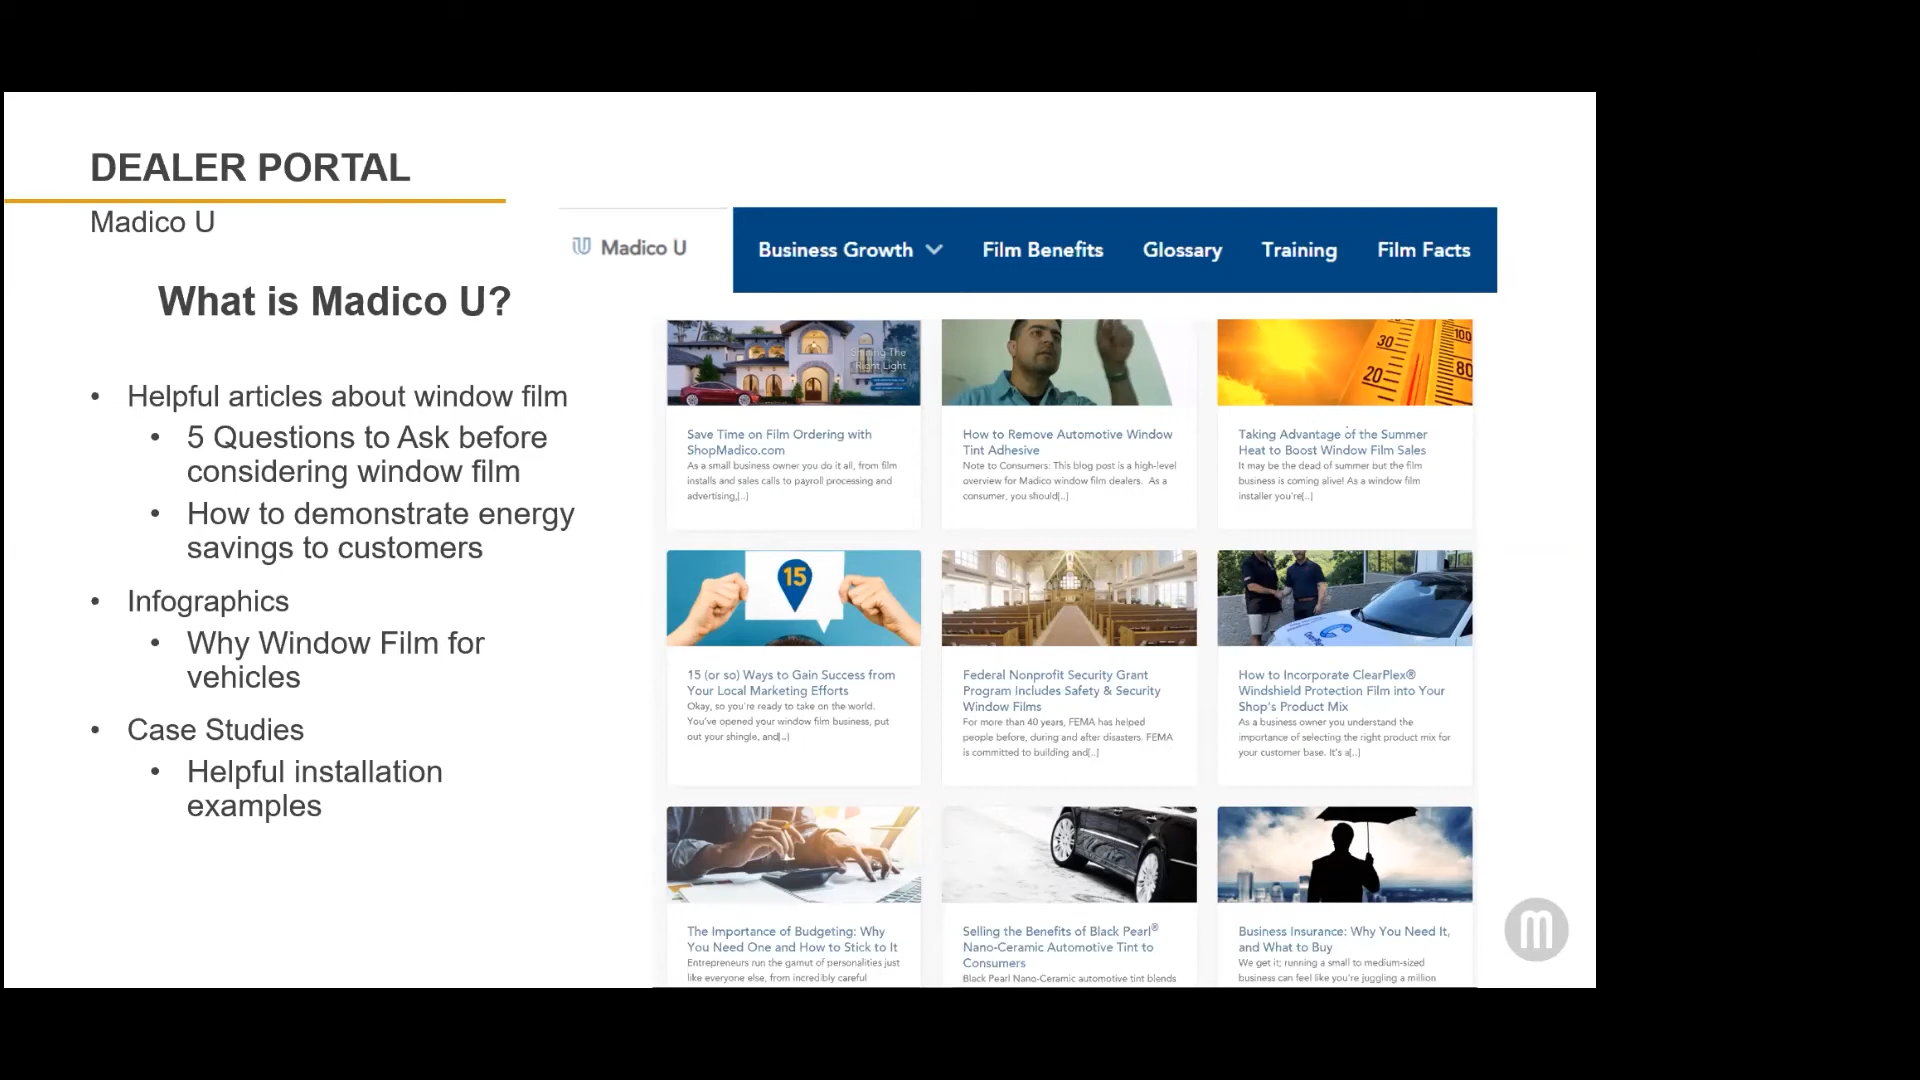 DEALER PORTAL
Madico U
What is Madico U?
• Helpful articles about window film
• 5 Questions to Ask before
considering window film
• How to demonstrate energy
savings to customers
• Infographics
• Why Window Film for
vehicles
• Case Studies
• Helpful installation
examples
Madico U
Business Growth
Film Benefits
Glossary
Training
Film Facts
Shining The
Right Light
Save Time on Film Ordering with
ShopMadico.com
As a small business owner you do it all, from film
installs and sales calls to payroll processing and
advertising,[..]
How to Remove Automotive Window
Tint Adhesive
Note to Consumers: This blog post is a high-level
overview for Madico window film dealers. As a
consumer, you should[..]
30
20
100
80
Taking Advantage of the Summer
Heat to Boost Window Film Sales
It may be the dead of summer but the film
business is coming alive! As a window film
installer you're[..]
15
15 (or so) Ways to Gain Success from
Your Local Marketing Efforts
Okay, so you're ready to take on the world.
You've opened your window film business, put
out your shingle, and[..]
Federal Nonprofit Security Grant
Program Includes Safety & Security
Window Films
For more than 40 years, FEMA has helped
people before, during and after disasters. FEMA
is committed to building and[..]
How to Incorporate ClearPlex®
Windshield Protection Film into Your
Shop's Product Mix
As a business owner you understand the
importance of selecting the right product mix for
your customer base. It's a[..]
The Importance of Budgeting: Why
You Need One and How to Stick to It
Entrepreneurs run the gamut of personalities just
like everyone else, from incredibly careful
Selling the Benefits of Black Pearl®
Nano-Ceramic Automotive Tint to
Consumers
Black Pearl Nano-Ceramic automotive tint blends
Business Insurance: Why You Need It,
and What to Buy
We get it; running a small to medium-sized
business can feel like you're juggling a million
m